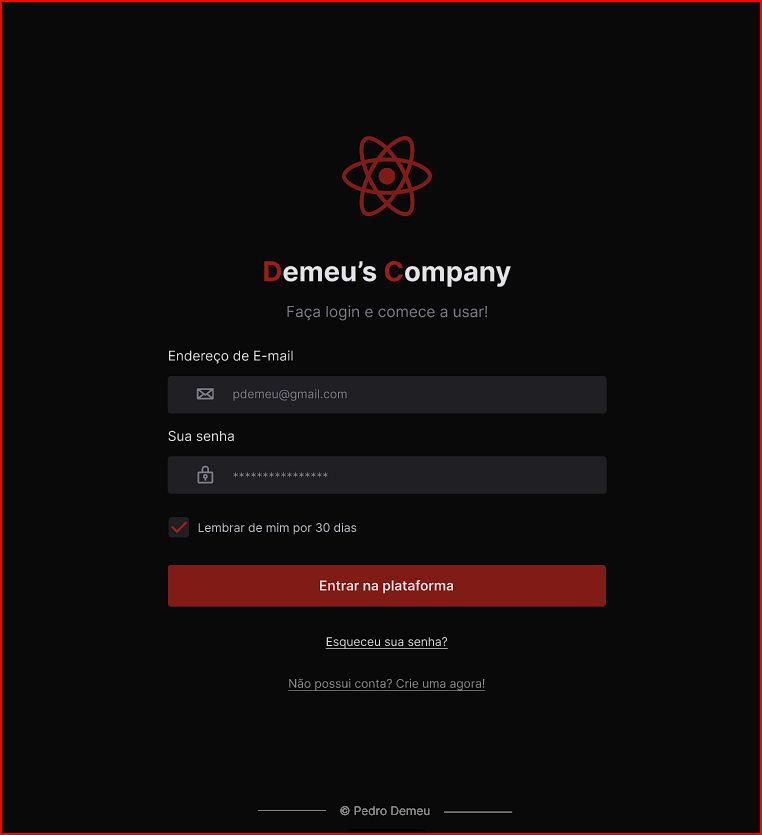 Demeu’s Company
Faça login e comece a usar!
Endereço de E-mail
pdemeu@gmail.com
Sua senha
****************
Lembrar de mim por 30 dias
Entrar na plataforma
Esqueceu sua senha?
Não possui conta? Crie uma agora!
© Pedro Demeu